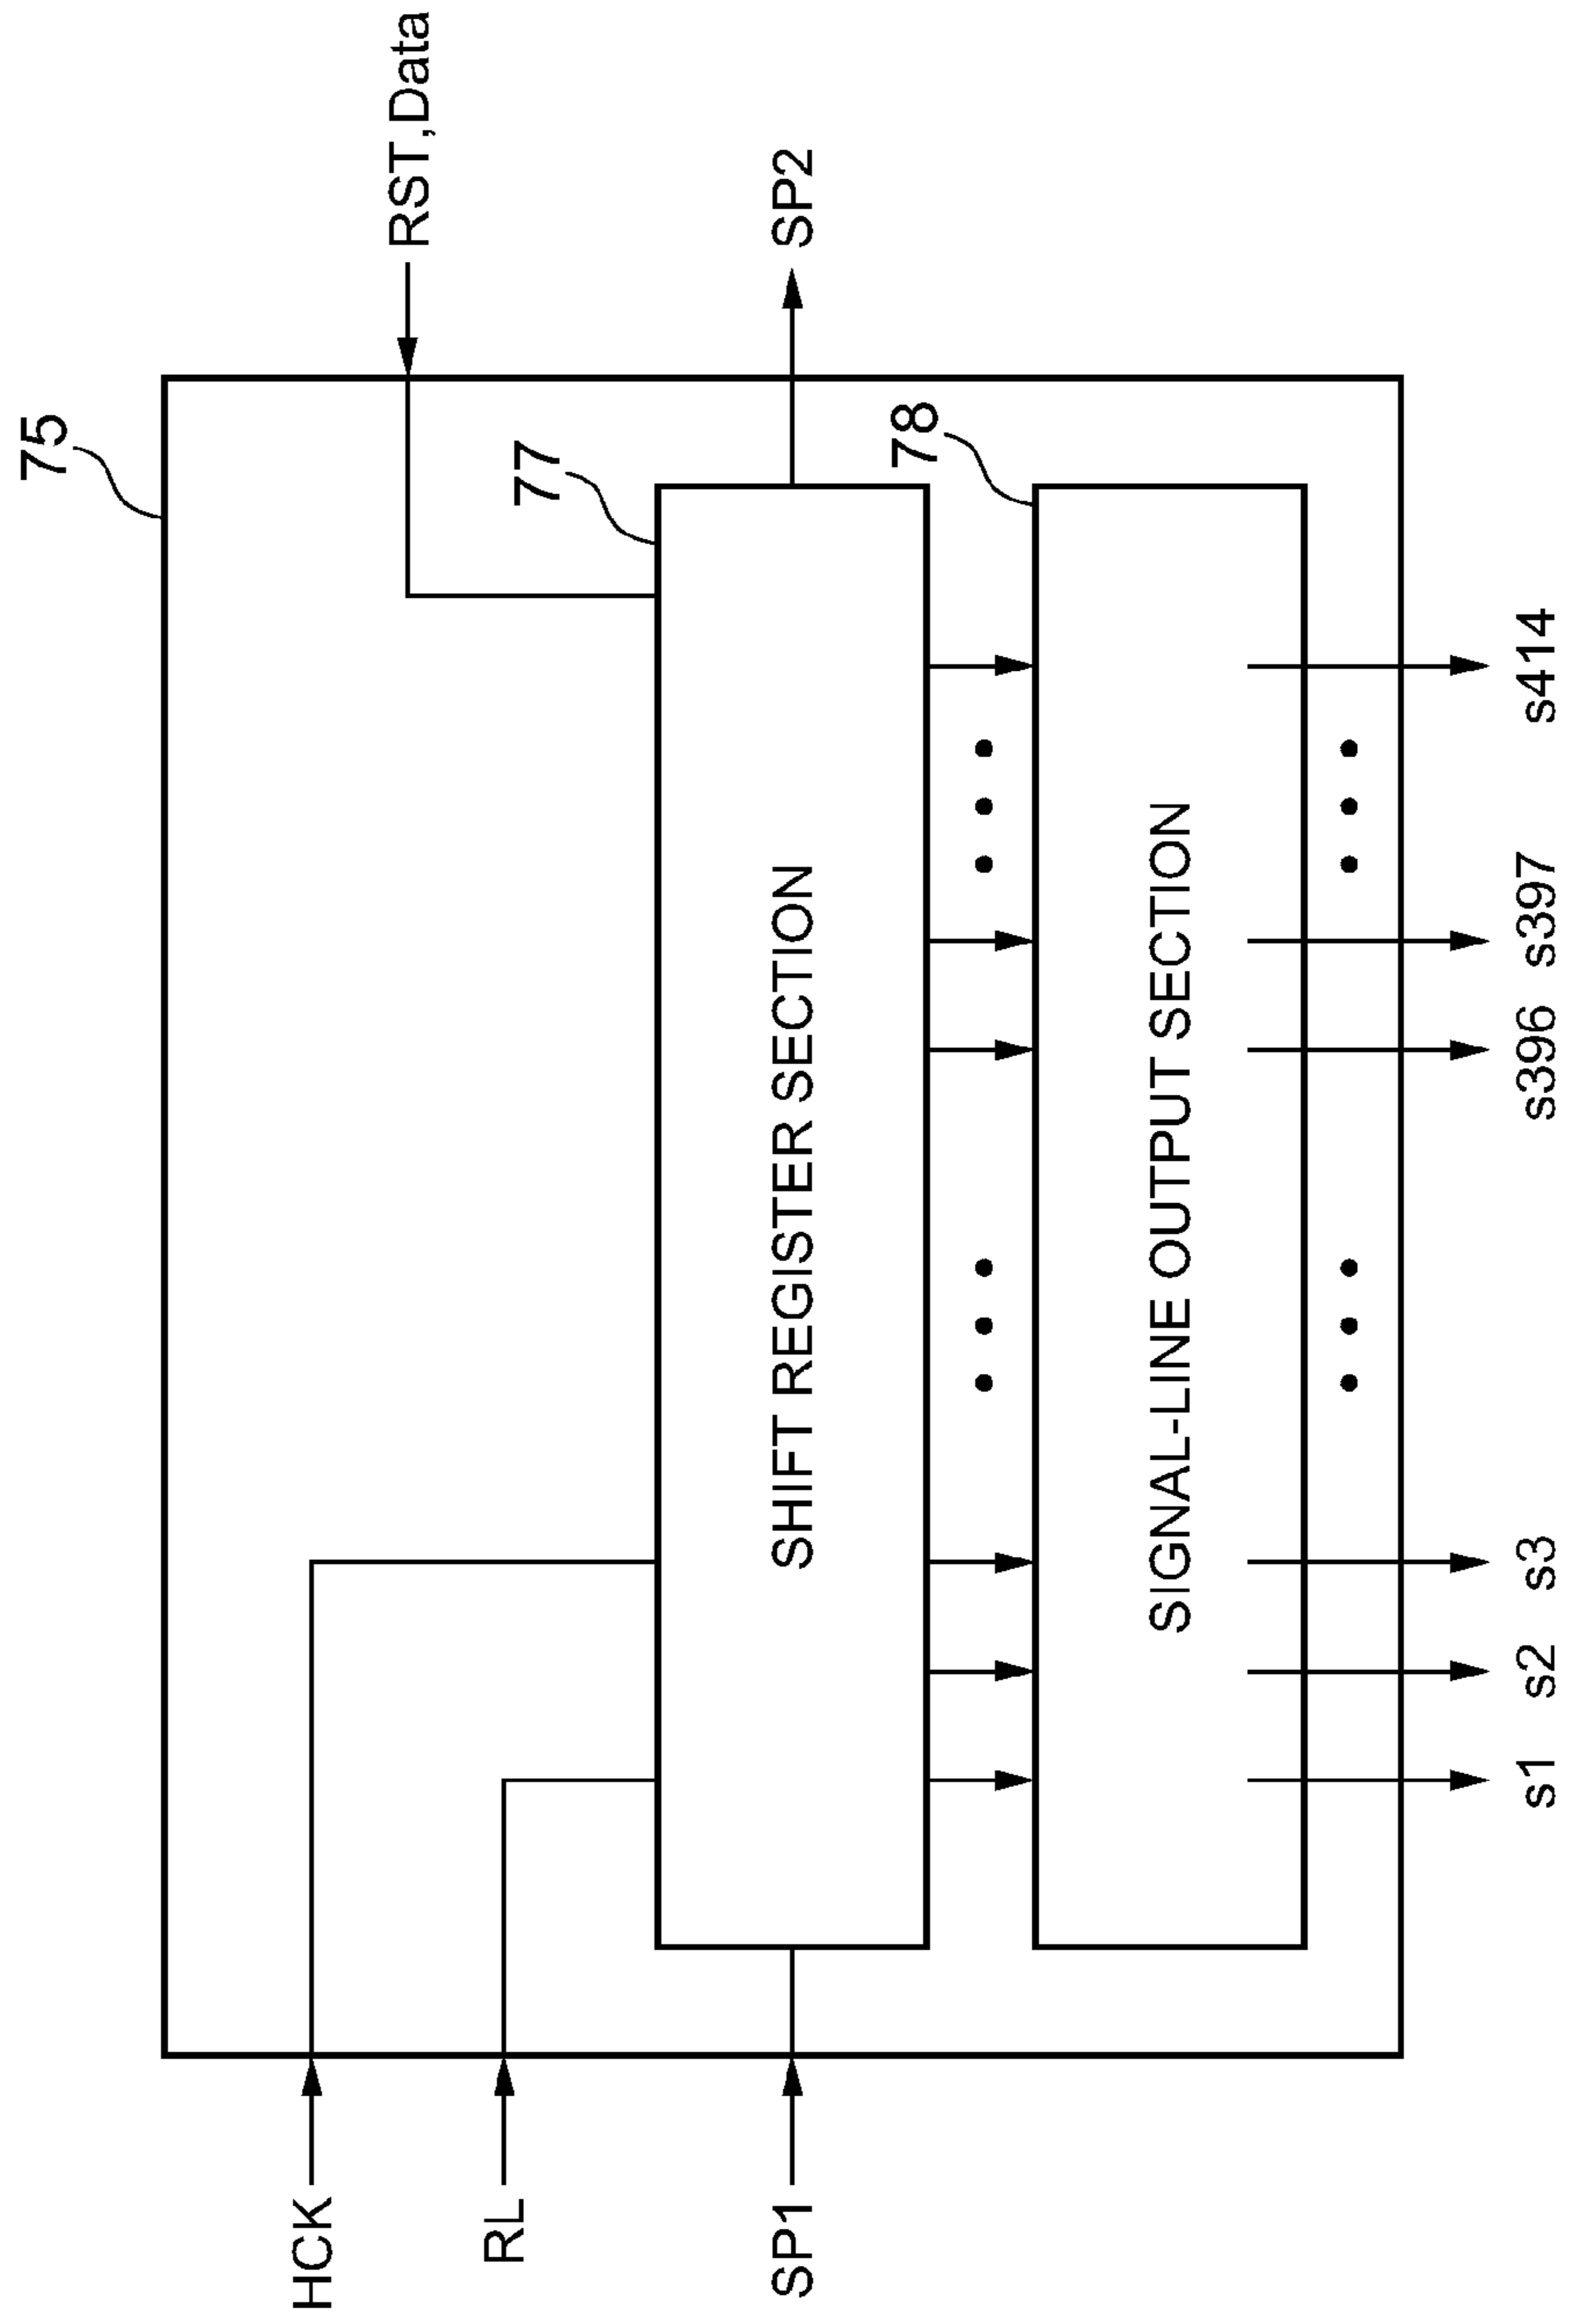 75
HCK
RST,Data
RL
77
SP1
SHIFT REGISTER SECTION
SP2
78
SIGNAL-LINE OUTPUT SECTION
s1 s2 s3 s396 s397 s414